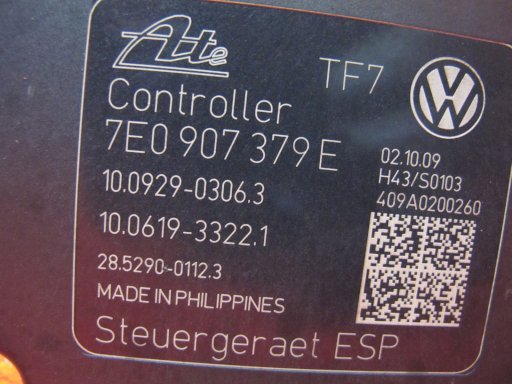 Ate TF7
Controller
7E0 907 379 E
02.10.09
10.0929-0306.3
H43/S0103
10.0619-3322.1
409A0200260
28.5290-0112.3
MADE IN PHILIPPINES
Steuergeraet ESP